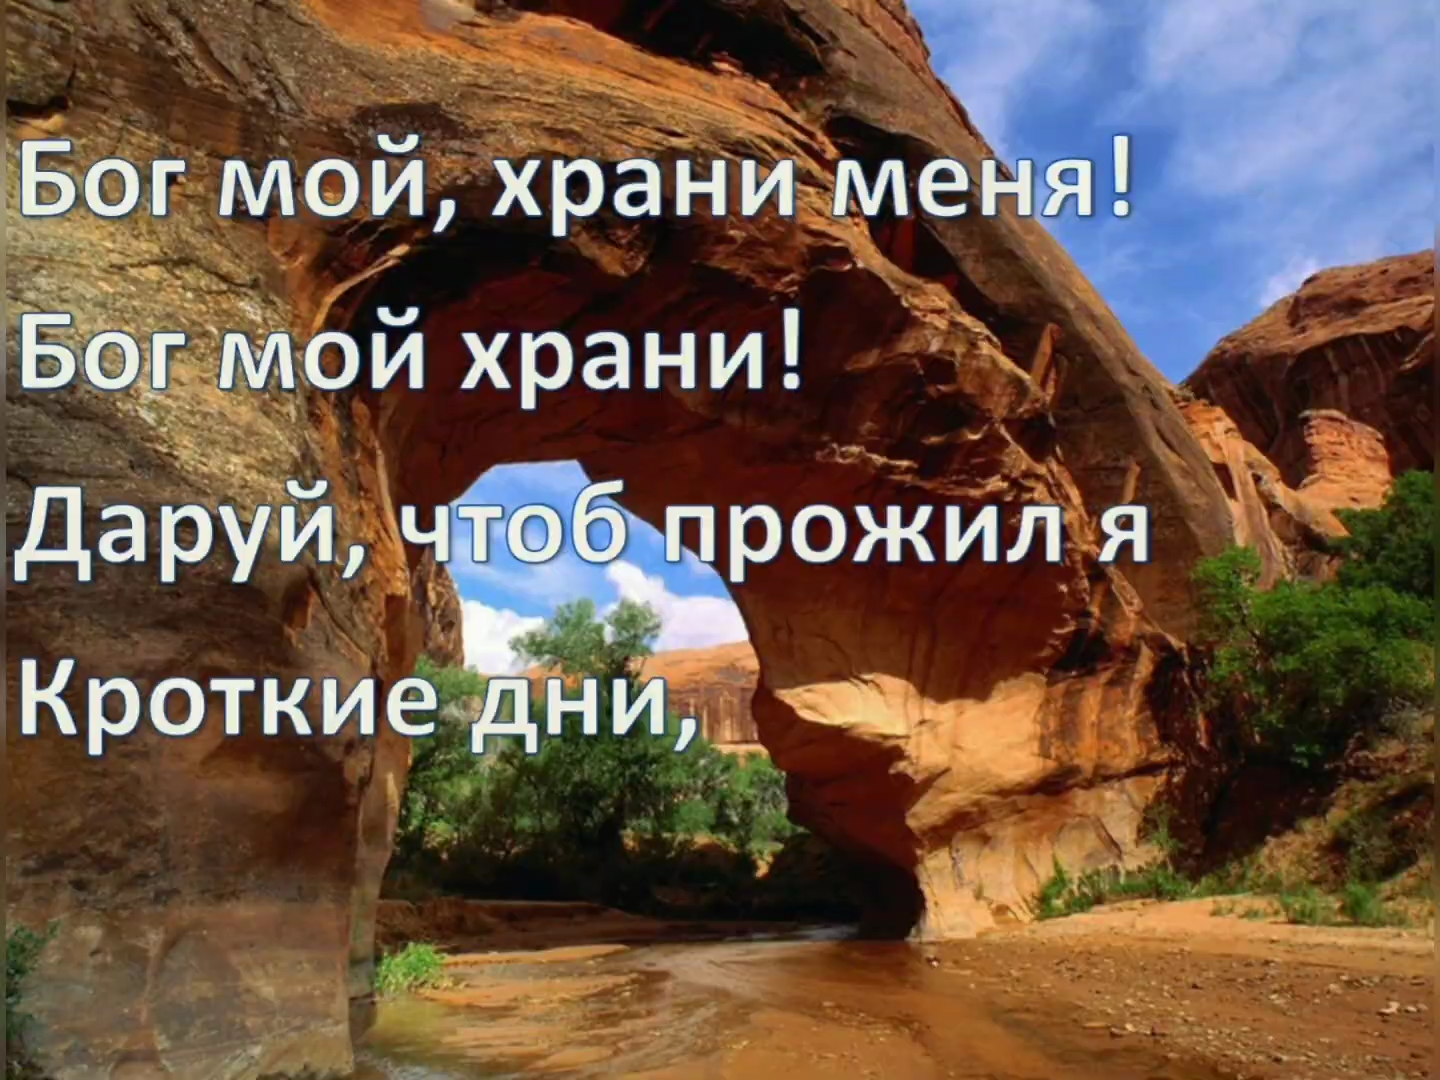 Бог мой, храни меня!
Бог мой храни!
Даруй, чтоб прожил я
Кроткие дни,